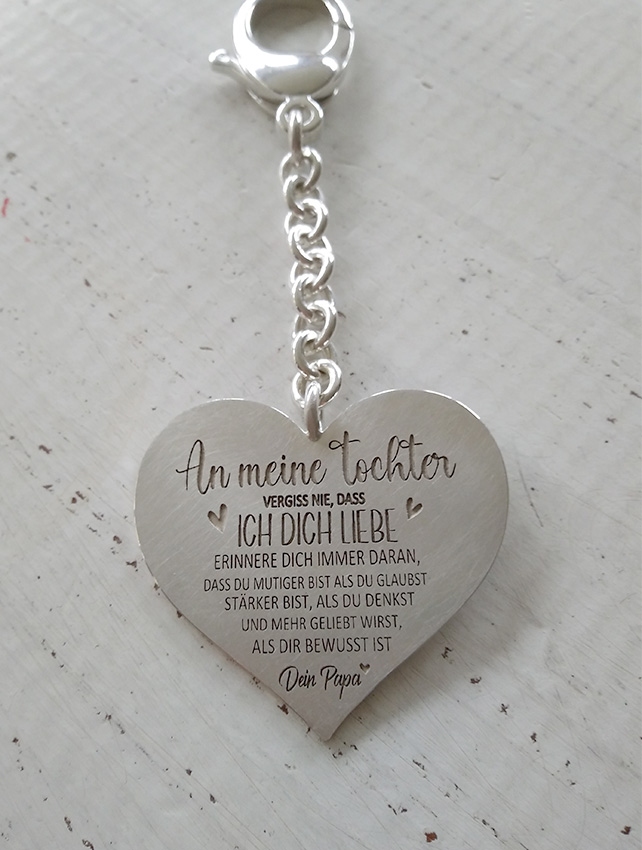 An meine tochter
VERGISS NIE, DASS
ICH DICH LIEBE
ERINNERE DICH IMMER DARAN,
DASS DU MUTIGER BIST ALS DU GLAUBST
STÄRKER BIST, ALS DU DENKST
UND MEHR GELIEBT WIRST,
ALS DIR BEWUSST IST
Dein Papa